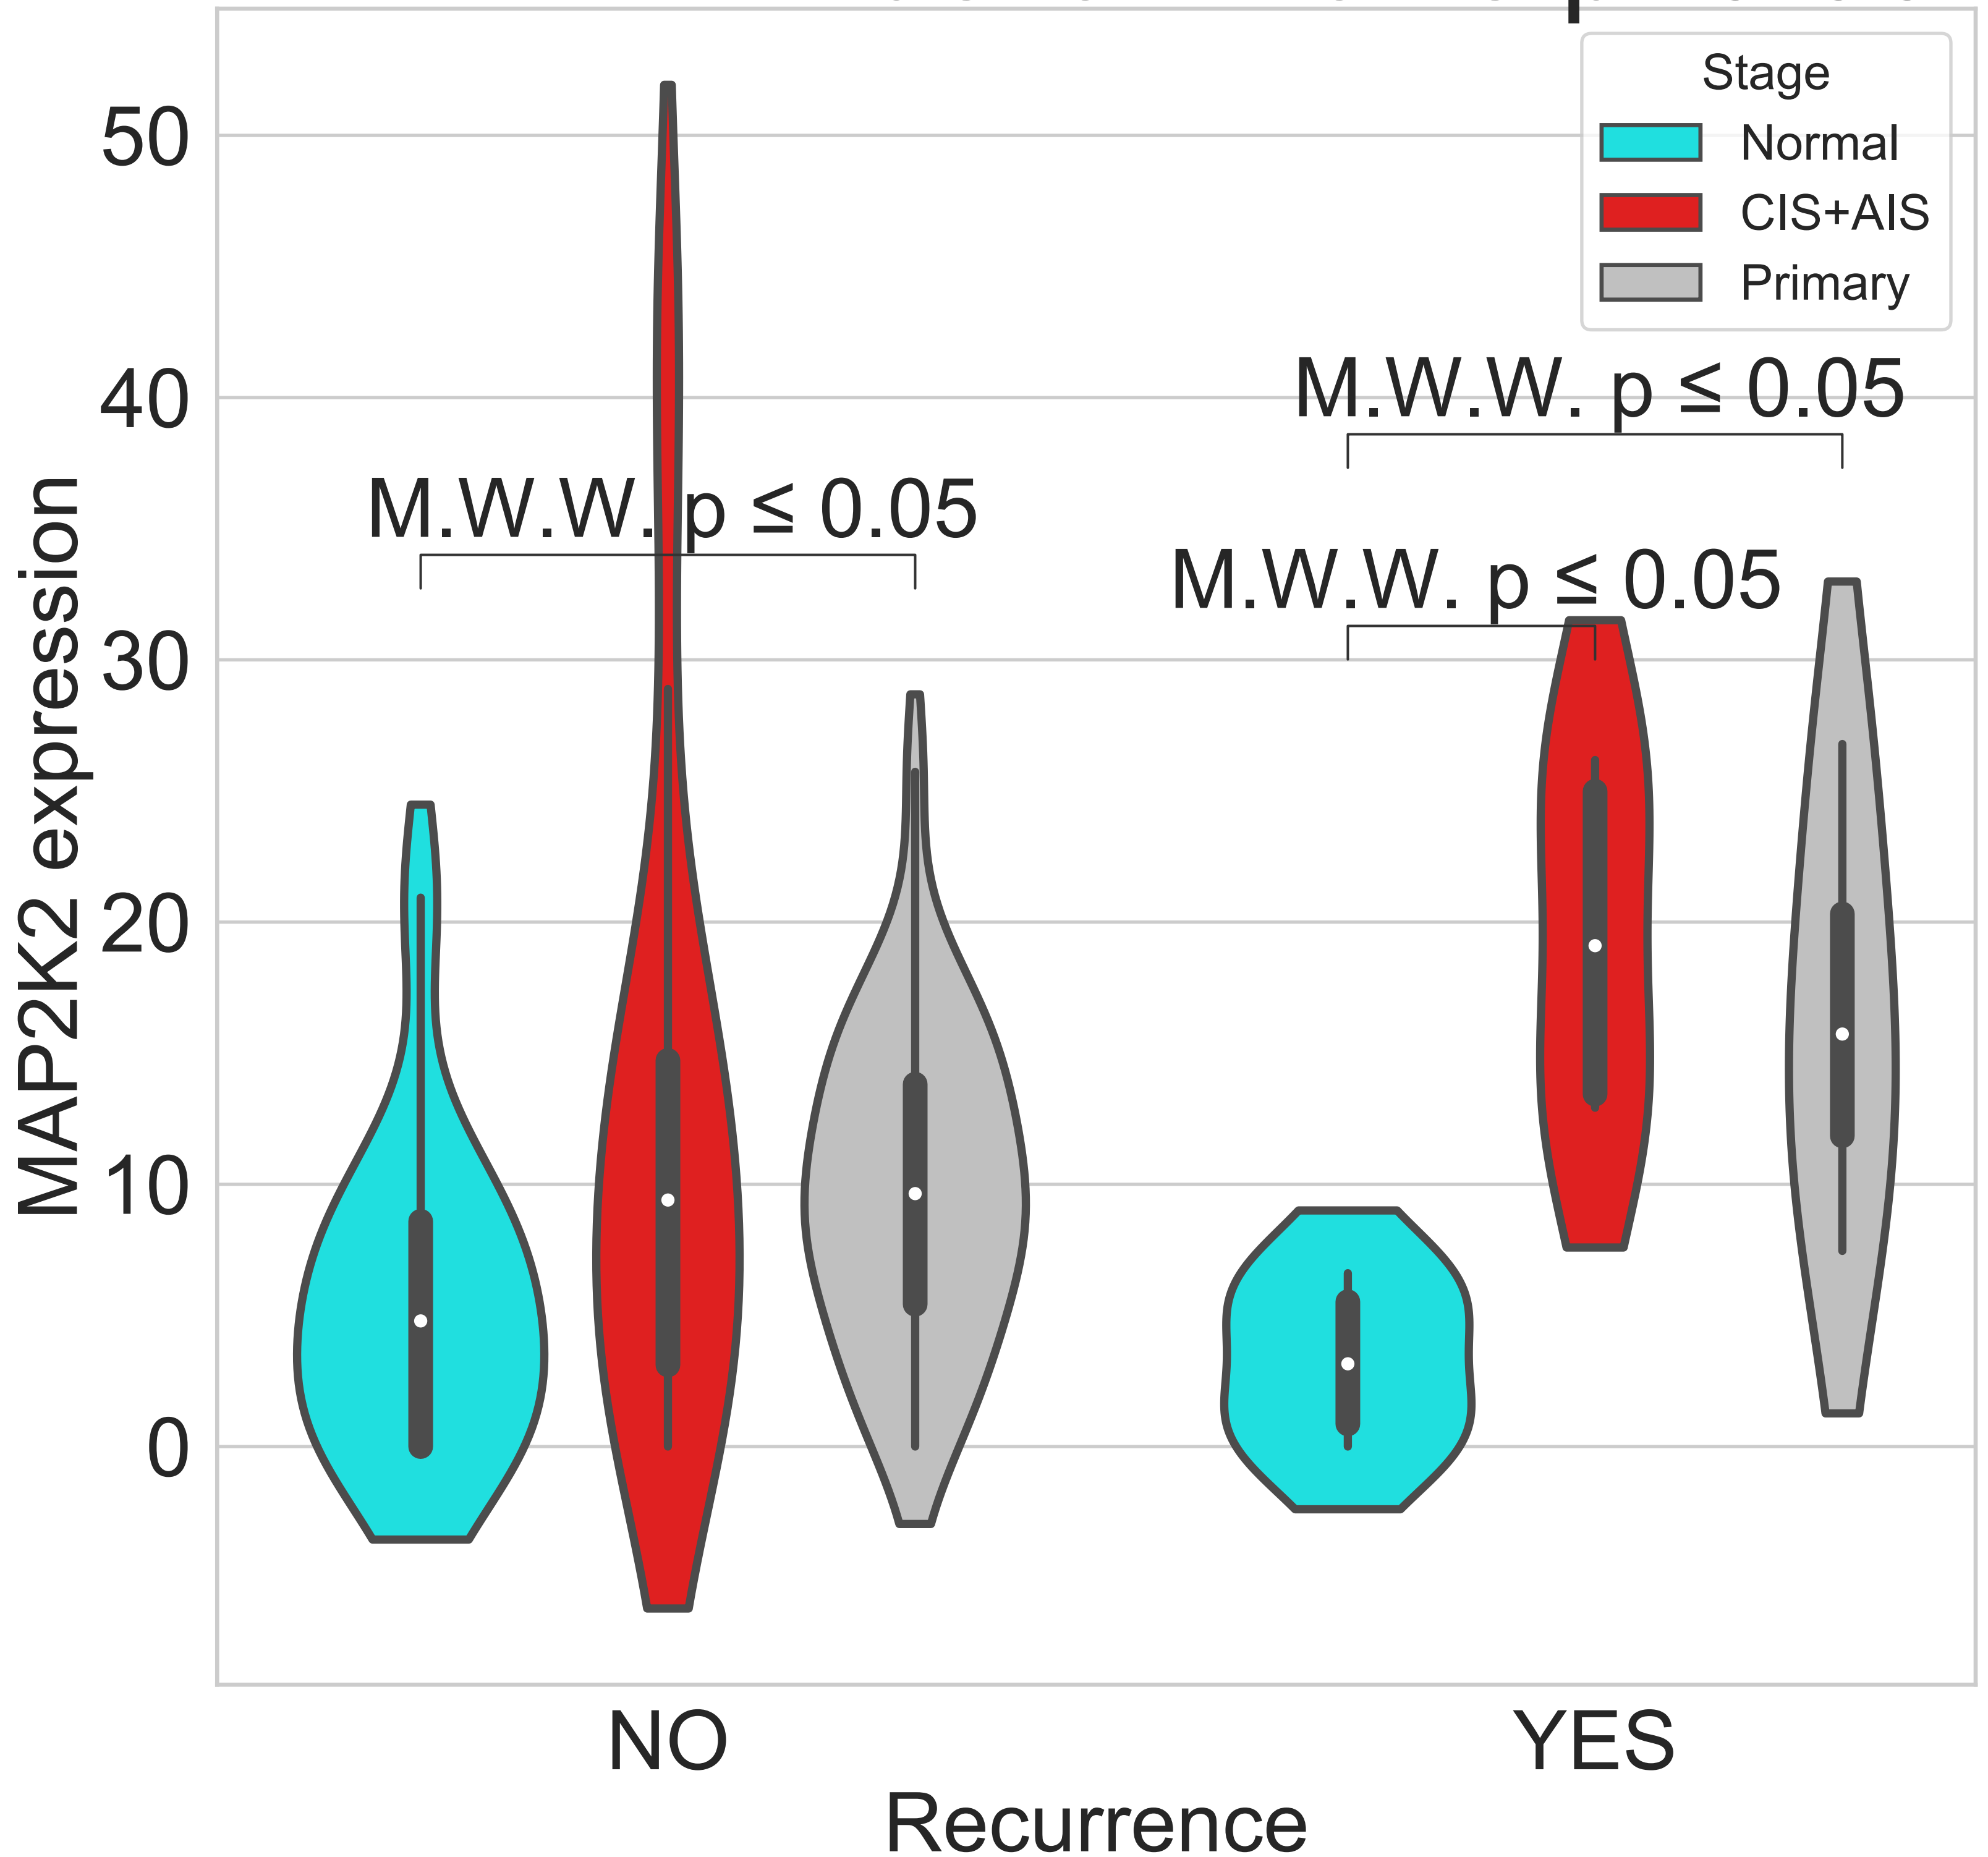 Stage
Normal
CIS+AIS
Primary
50
40
30
20
10
0
MAP2K2 expression
M.W.W. p ≤ 0.05
M.W.W. p ≤ 0.05
M.W.W. p ≤ 0.05
NO
YES
Recurrence